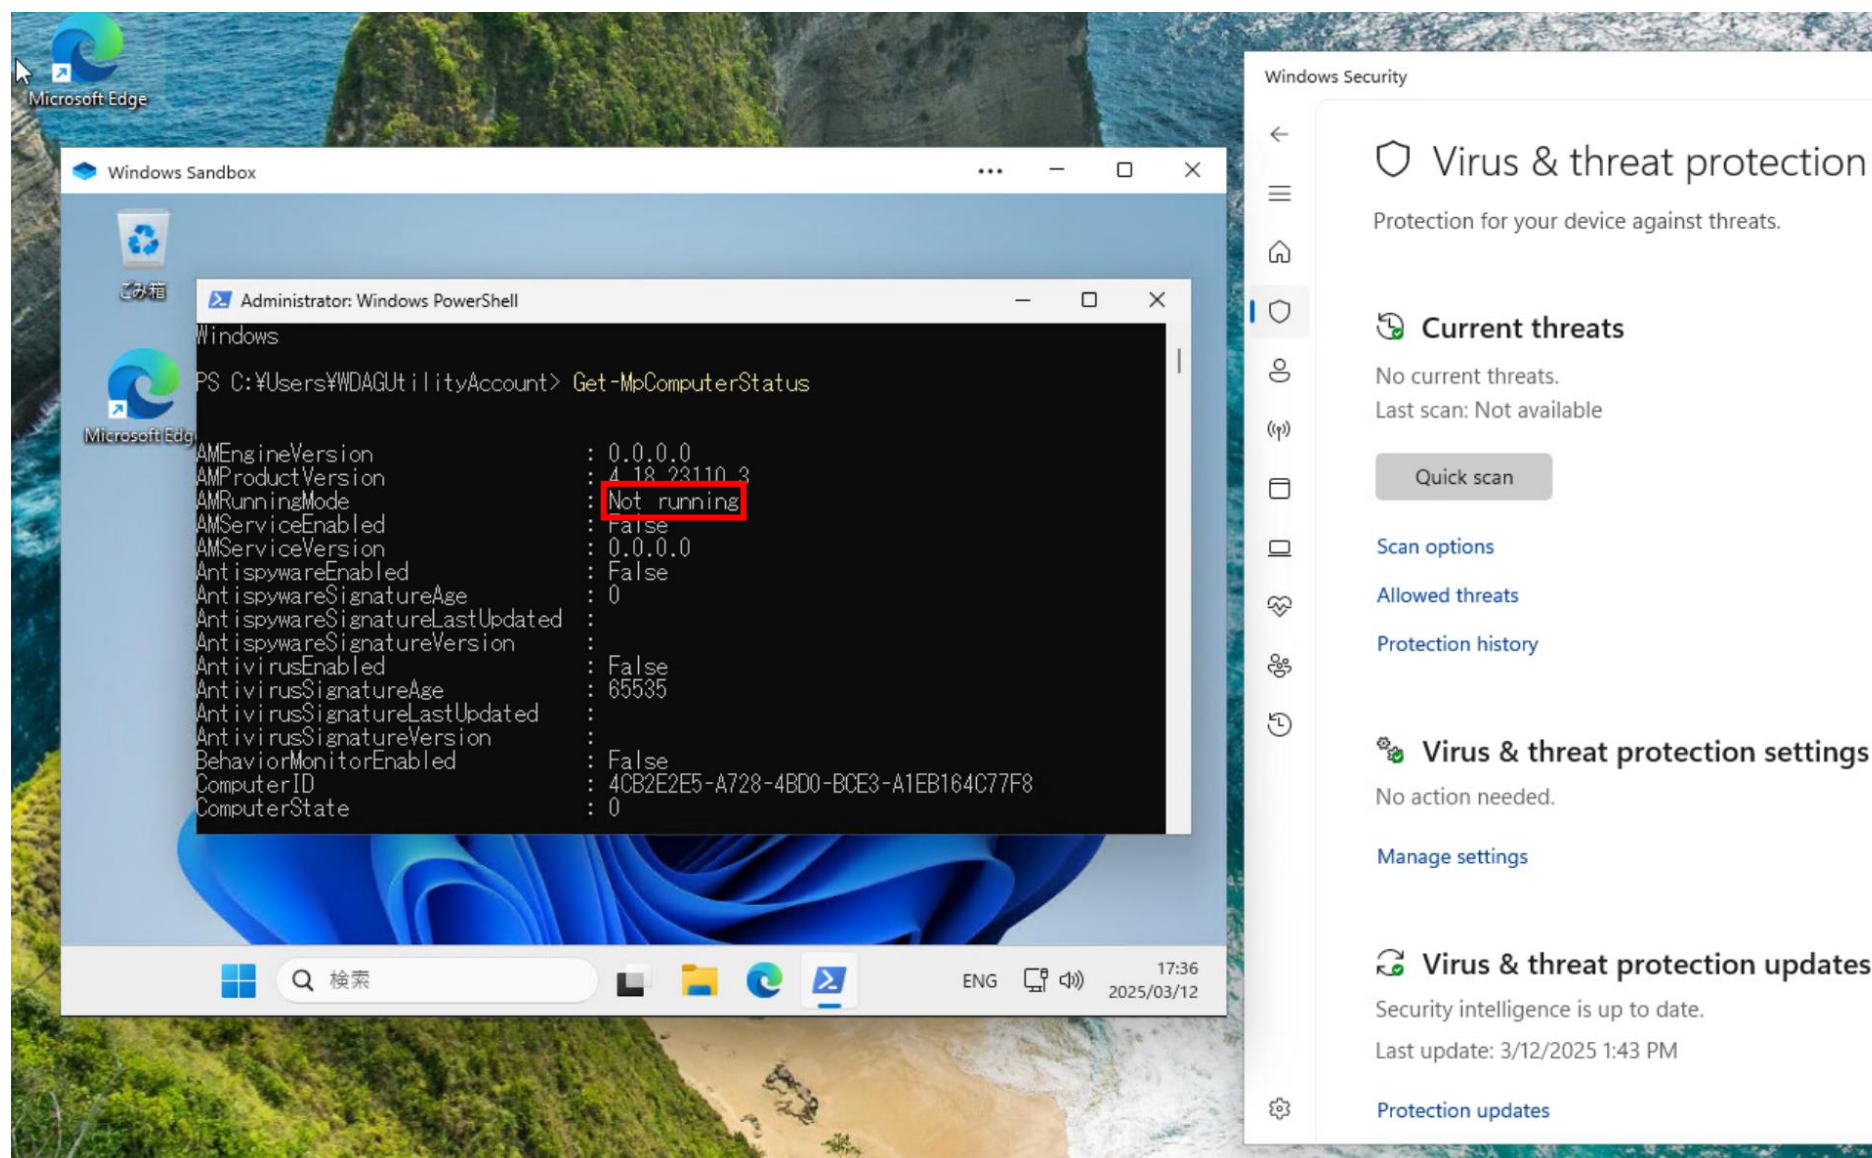 Microsoft Edge
Windows Sandbox
ごみ箱
Microsoft Edg
Administrator: Windows PowerShell
Windows
PS C:¥Users¥WDAGUtilityAccount> Get-MpComputerStatus
AMEngineVersion : 0.0.0.0
AMProductVersion : 4.18.23110.3
AMRunningMode : Not running
AMServiceEnabled : False
AMServiceVersion : 0.0.0.0
AntispywareEnabled : False
AntispywareSignatureAge : 0
AntispywareSignatureLastUpdated :
AntispywareSignatureVersion :
AntivirusEnabled : False
AntivirusSignatureAge : 65535
AntivirusSignatureLastUpdated :
AntivirusSignatureVersion :
BehaviorMonitorEnabled : False
ComputerID : 4CB2E2E5-A728-4BD0-BCE3-A1EB164C77F8
ComputerState : 0
検索
ENG
17:36
2025/03/12
Windows Security
Virus & threat protection
Protection for your device against threats.
Current threats
No current threats.
Last scan: Not available
Quick scan
Scan options
Allowed threats
Protection history
Virus & threat protection settings
No action needed.
Manage settings
Virus & threat protection updates
Security intelligence is up to date.
Last update: 3/12/2025 1:43 PM
Protection updates